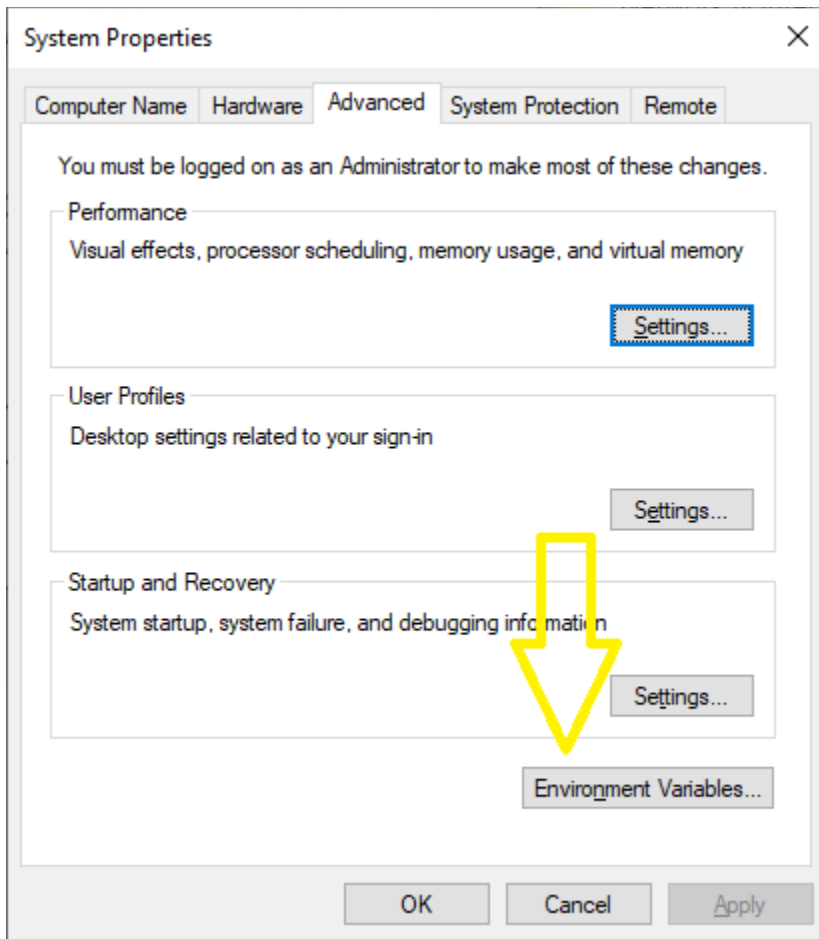 System Properties
Computer Name Hardware Advanced System Protection Remote
You must be logged on as an Administrator to make most of these changes.
Performance
Visual effects, processor scheduling, memory usage, and virtual memory
Settings...
User Profiles
Desktop settings related to your sign-in
Settings...
Startup and Recovery
System startup, system failure, and debugging information
Settings...
Environment Variables...
OK Cancel Apply